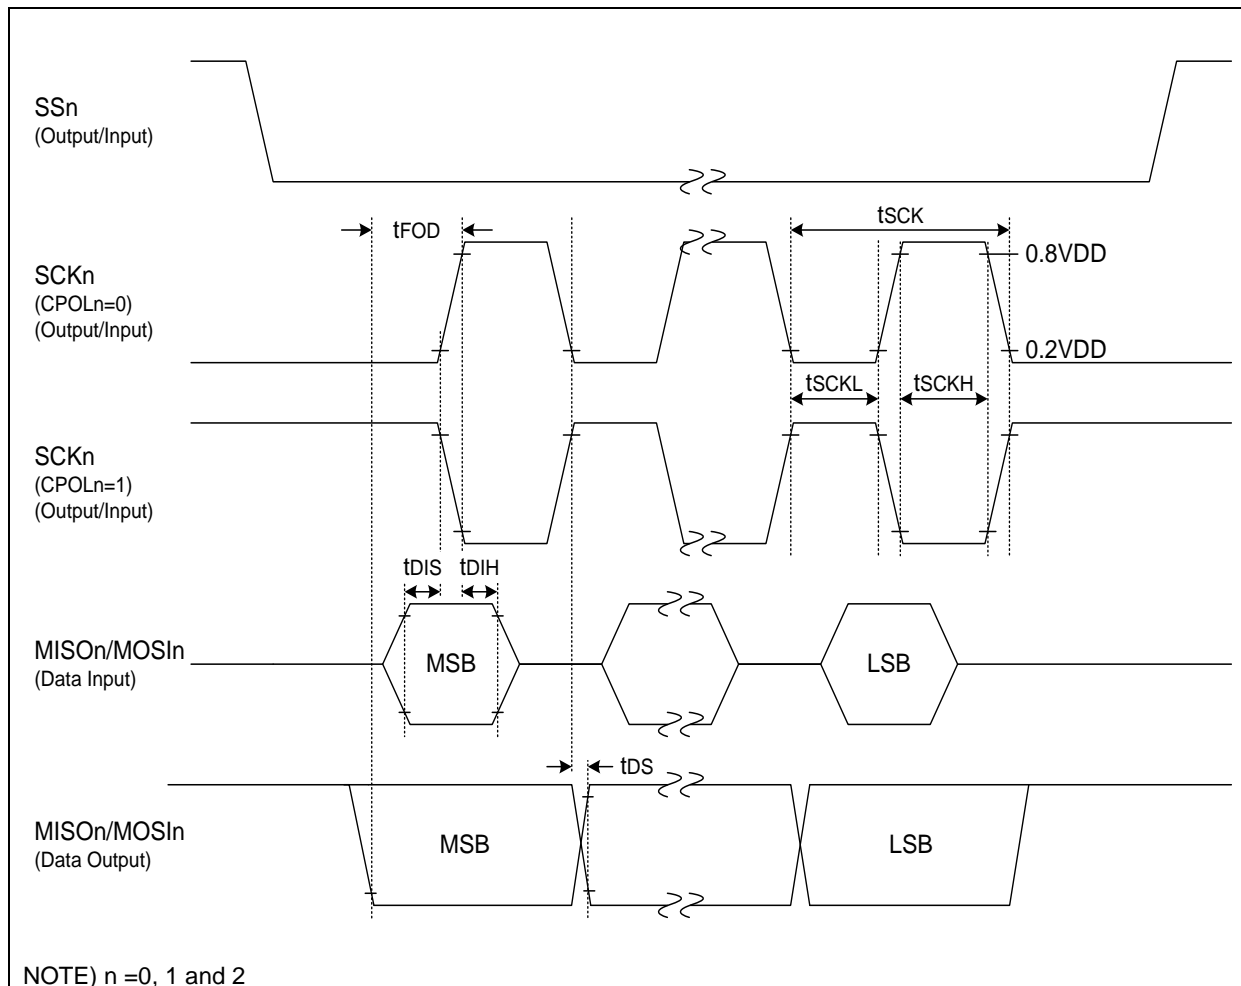 SSn
(Output/Input)
tFOD
tSCK
SCKn
(CPOLn=0)
(Output/Input)
0.8VDD
0.2VDD
tSCKL
tSCKH
SCKn
(CPOLn=1)
(Output/Input)
tDIS
tDIH
MISOn/MOSIn
(Data Input)
MSB
LSB
tDS
MISOn/MOSIn
(Data Output)
MSB
LSB
NOTE) n =0, 1 and 2